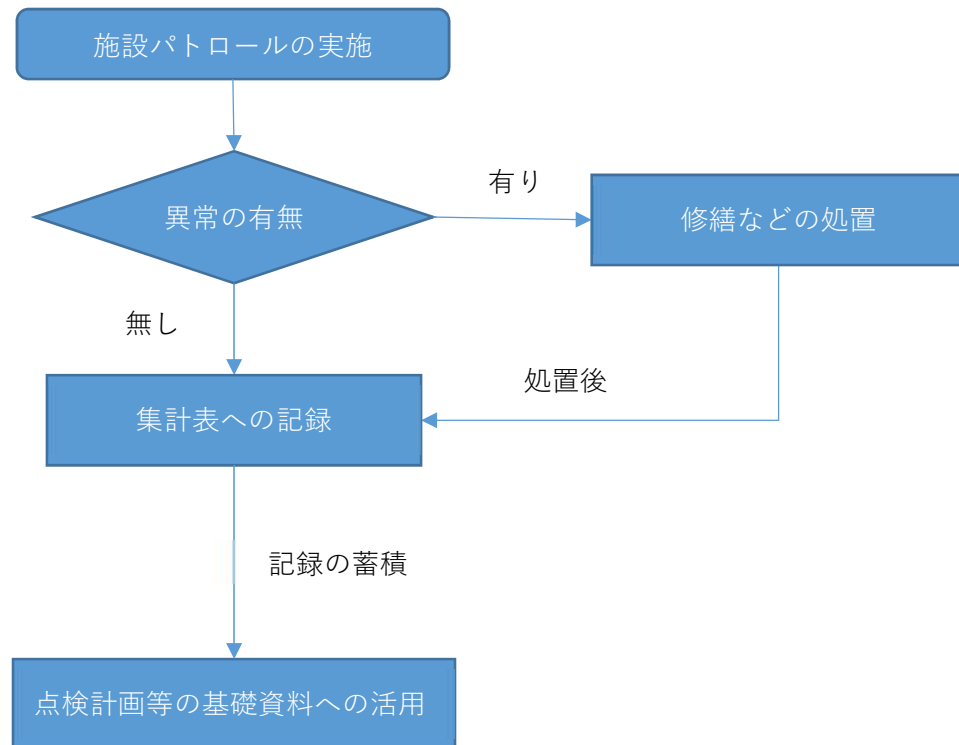 施設パトロールの実施
異常の有無
有り
修繕などの処置
無し
処置後
集計表への記録
記録の蓄積
点検計画等の基礎資料への活用